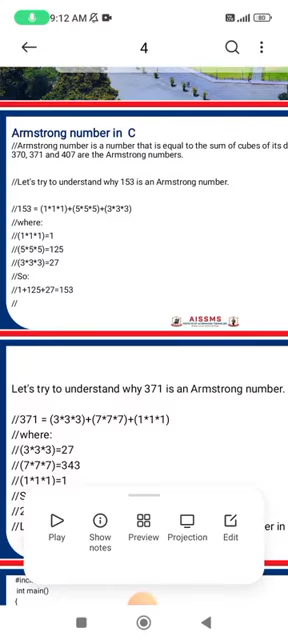 9:12 AM
80
4
Armstrong number in C
//Armstrong number is a number that is equal to the sum of cubes of its d
370, 371 and 407 are the Armstrong numbers.
//Let's try to understand why 153 is an Armstrong number.
//153 = (1*1*1)+(5*5*5)+(3*3*3)
//where:
//(1*1*1)=1
//(5*5*5)=125
//(3*3*3)=27
//So:
//1+125+27=153
//
AISSMS
Let's try to understand why 371 is an Armstrong number.
//371 = (3*3*3)+(7*7*7)+(1*1*1)
//where:
//(3*3*3)=27
//(7*7*7)=343
//(1*1*1)=1
//S
//2
//L er in
Play
Show notes
Preview
Projection
Edit
#inc
int main()
{